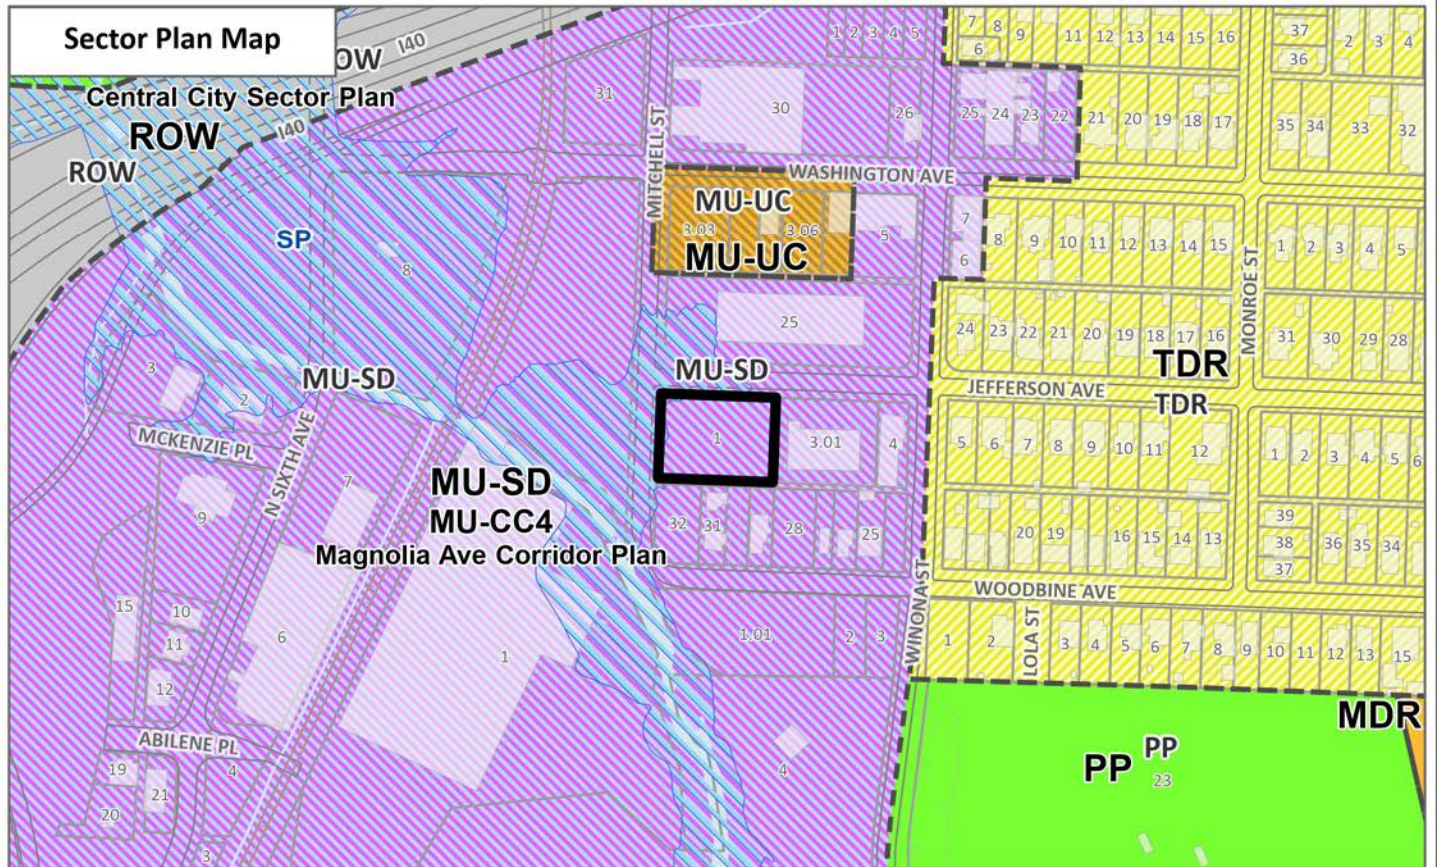 Sector Plan Map
OW
I40
Central City Sector Plan
ROW
I40
ROW
SP
8
3
2
MU-SD
MCKENZIE PL
N SIXTH AVE
7
9
MU-SD
MU-CC4
Magnolia Ave Corridor Plan
15
10
11
12
6
1
ABILENE PL
19
21
20
4
3
31
MITCHELL ST
30
1 2 3 4 5
26
WASHINGTON AVE
MU-UC
3.03
3.06
MU-UC
5
25
MU-SD
1
3.01
4
32 31 28 25
1.01 2 3
4
WINONA ST
7 8 9 11 12 13 14 15 16
6
37
36
2 3 4
25 24 23 22 21 20 19 18 17
35 34 33 32
7
6
8 9 10 11 12 13 14 15
MONROE ST
1 2 3 4 5
24 23 22 21 20 19 18 17 16
31 30 29 28
TDR
JEFFERSON AVE
TDR
5 6 7 8 9 10 11 12
1 2 3 4 5 6
20 19 16 15 14 13
39
38
37
36 35 34
WOODBINE AVE
1 2
LOLA ST
3 4 5 6 7 8 9 10 11 12 13 15
MDR
PP
PP
23